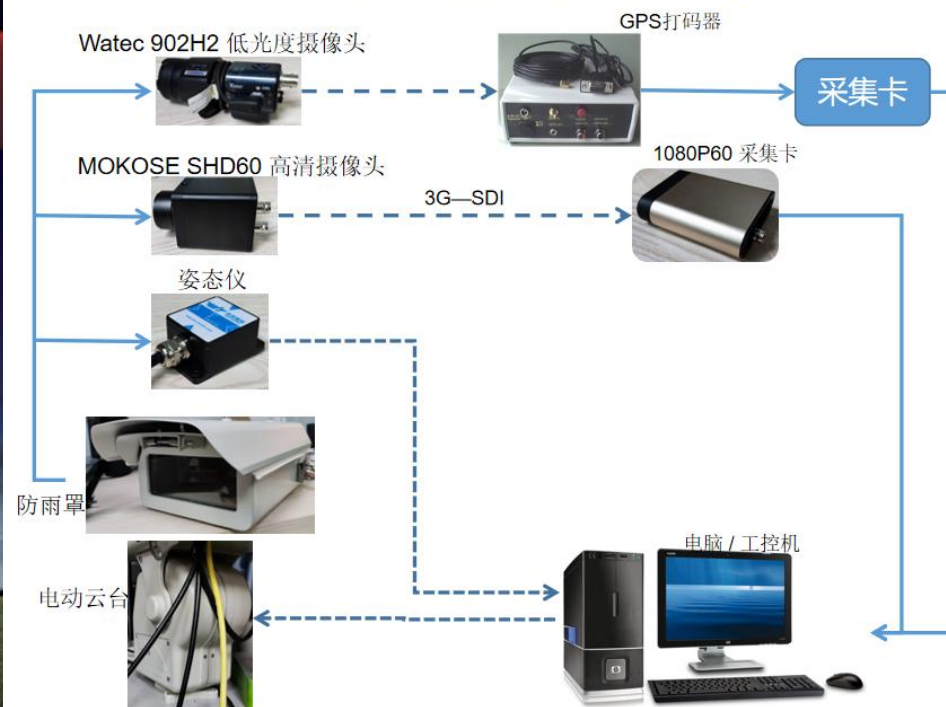 GPS打码器
Watec 902H2 低光度摄像头
采集卡
MOKOSE SHD60 高清摄像头
1080P60 采集卡
3G—SDI
姿态仪
防雨罩
电脑 / 工控机
电动云台